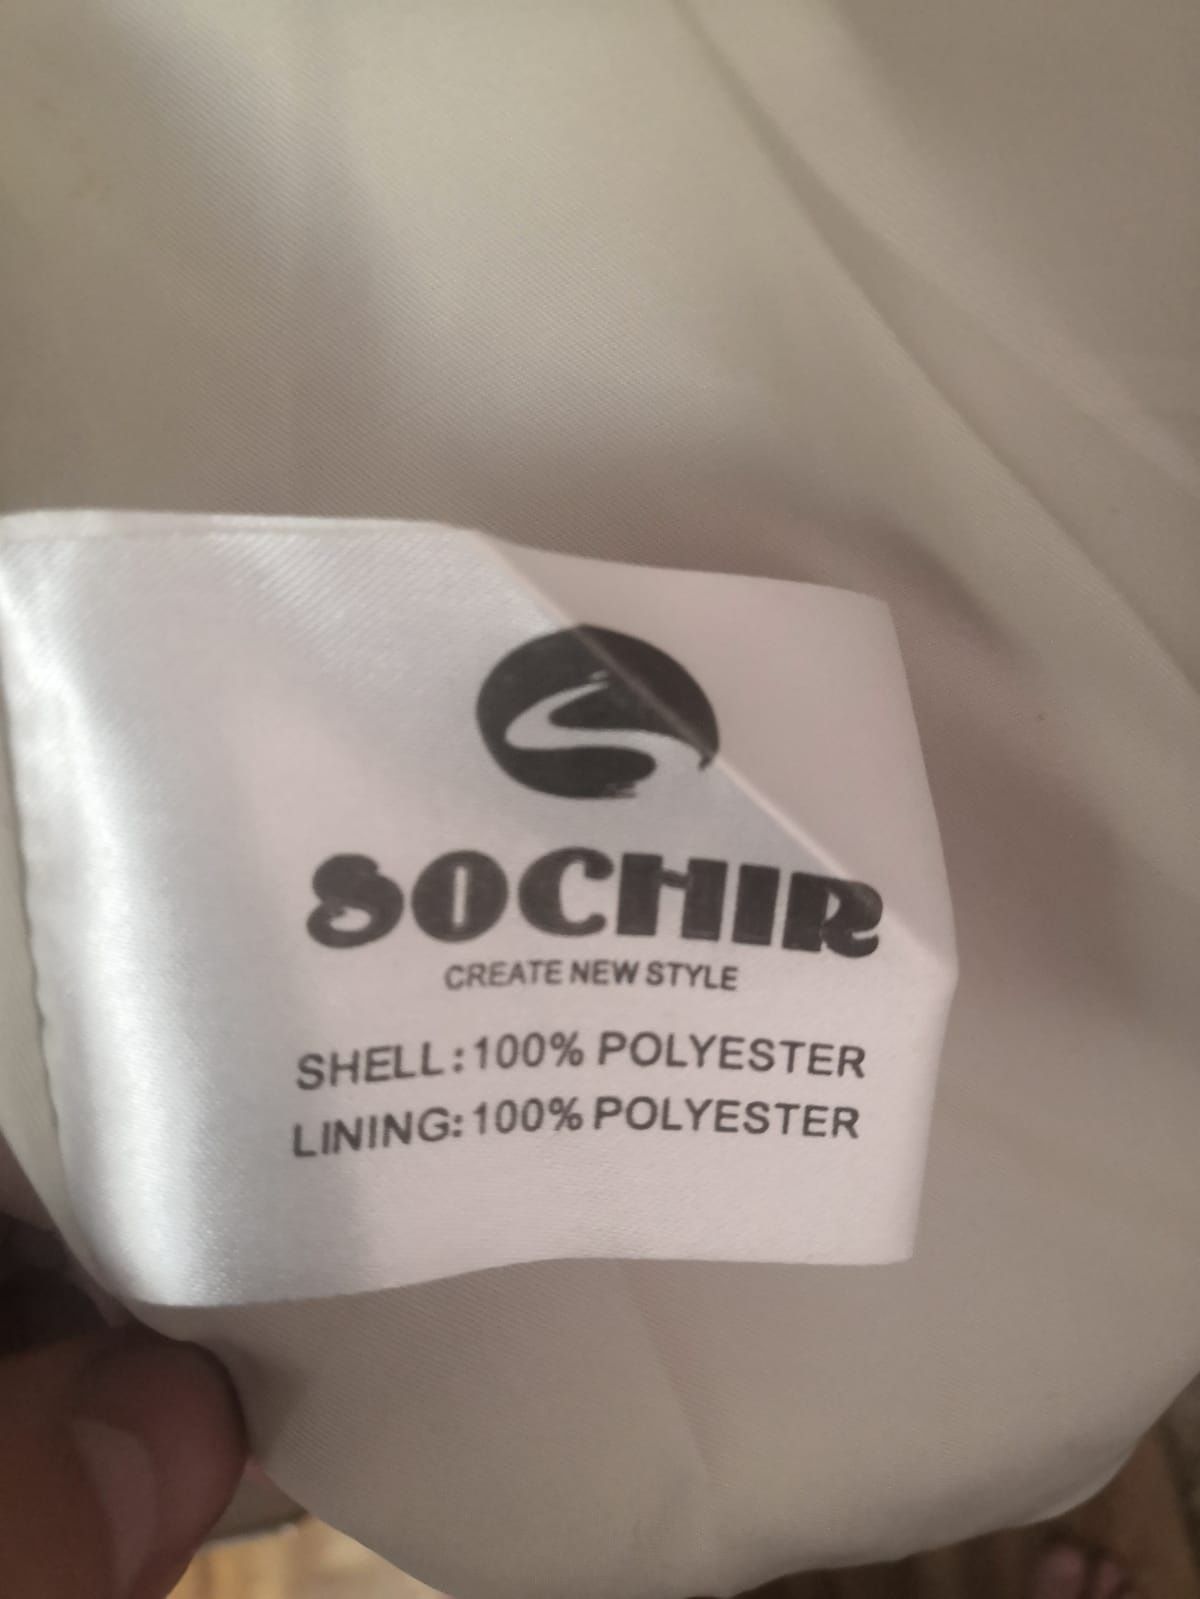 SOCHIR
CREATE NEW STYLE
SHELL:100% POLYESTER
LINING:100% POLYESTER